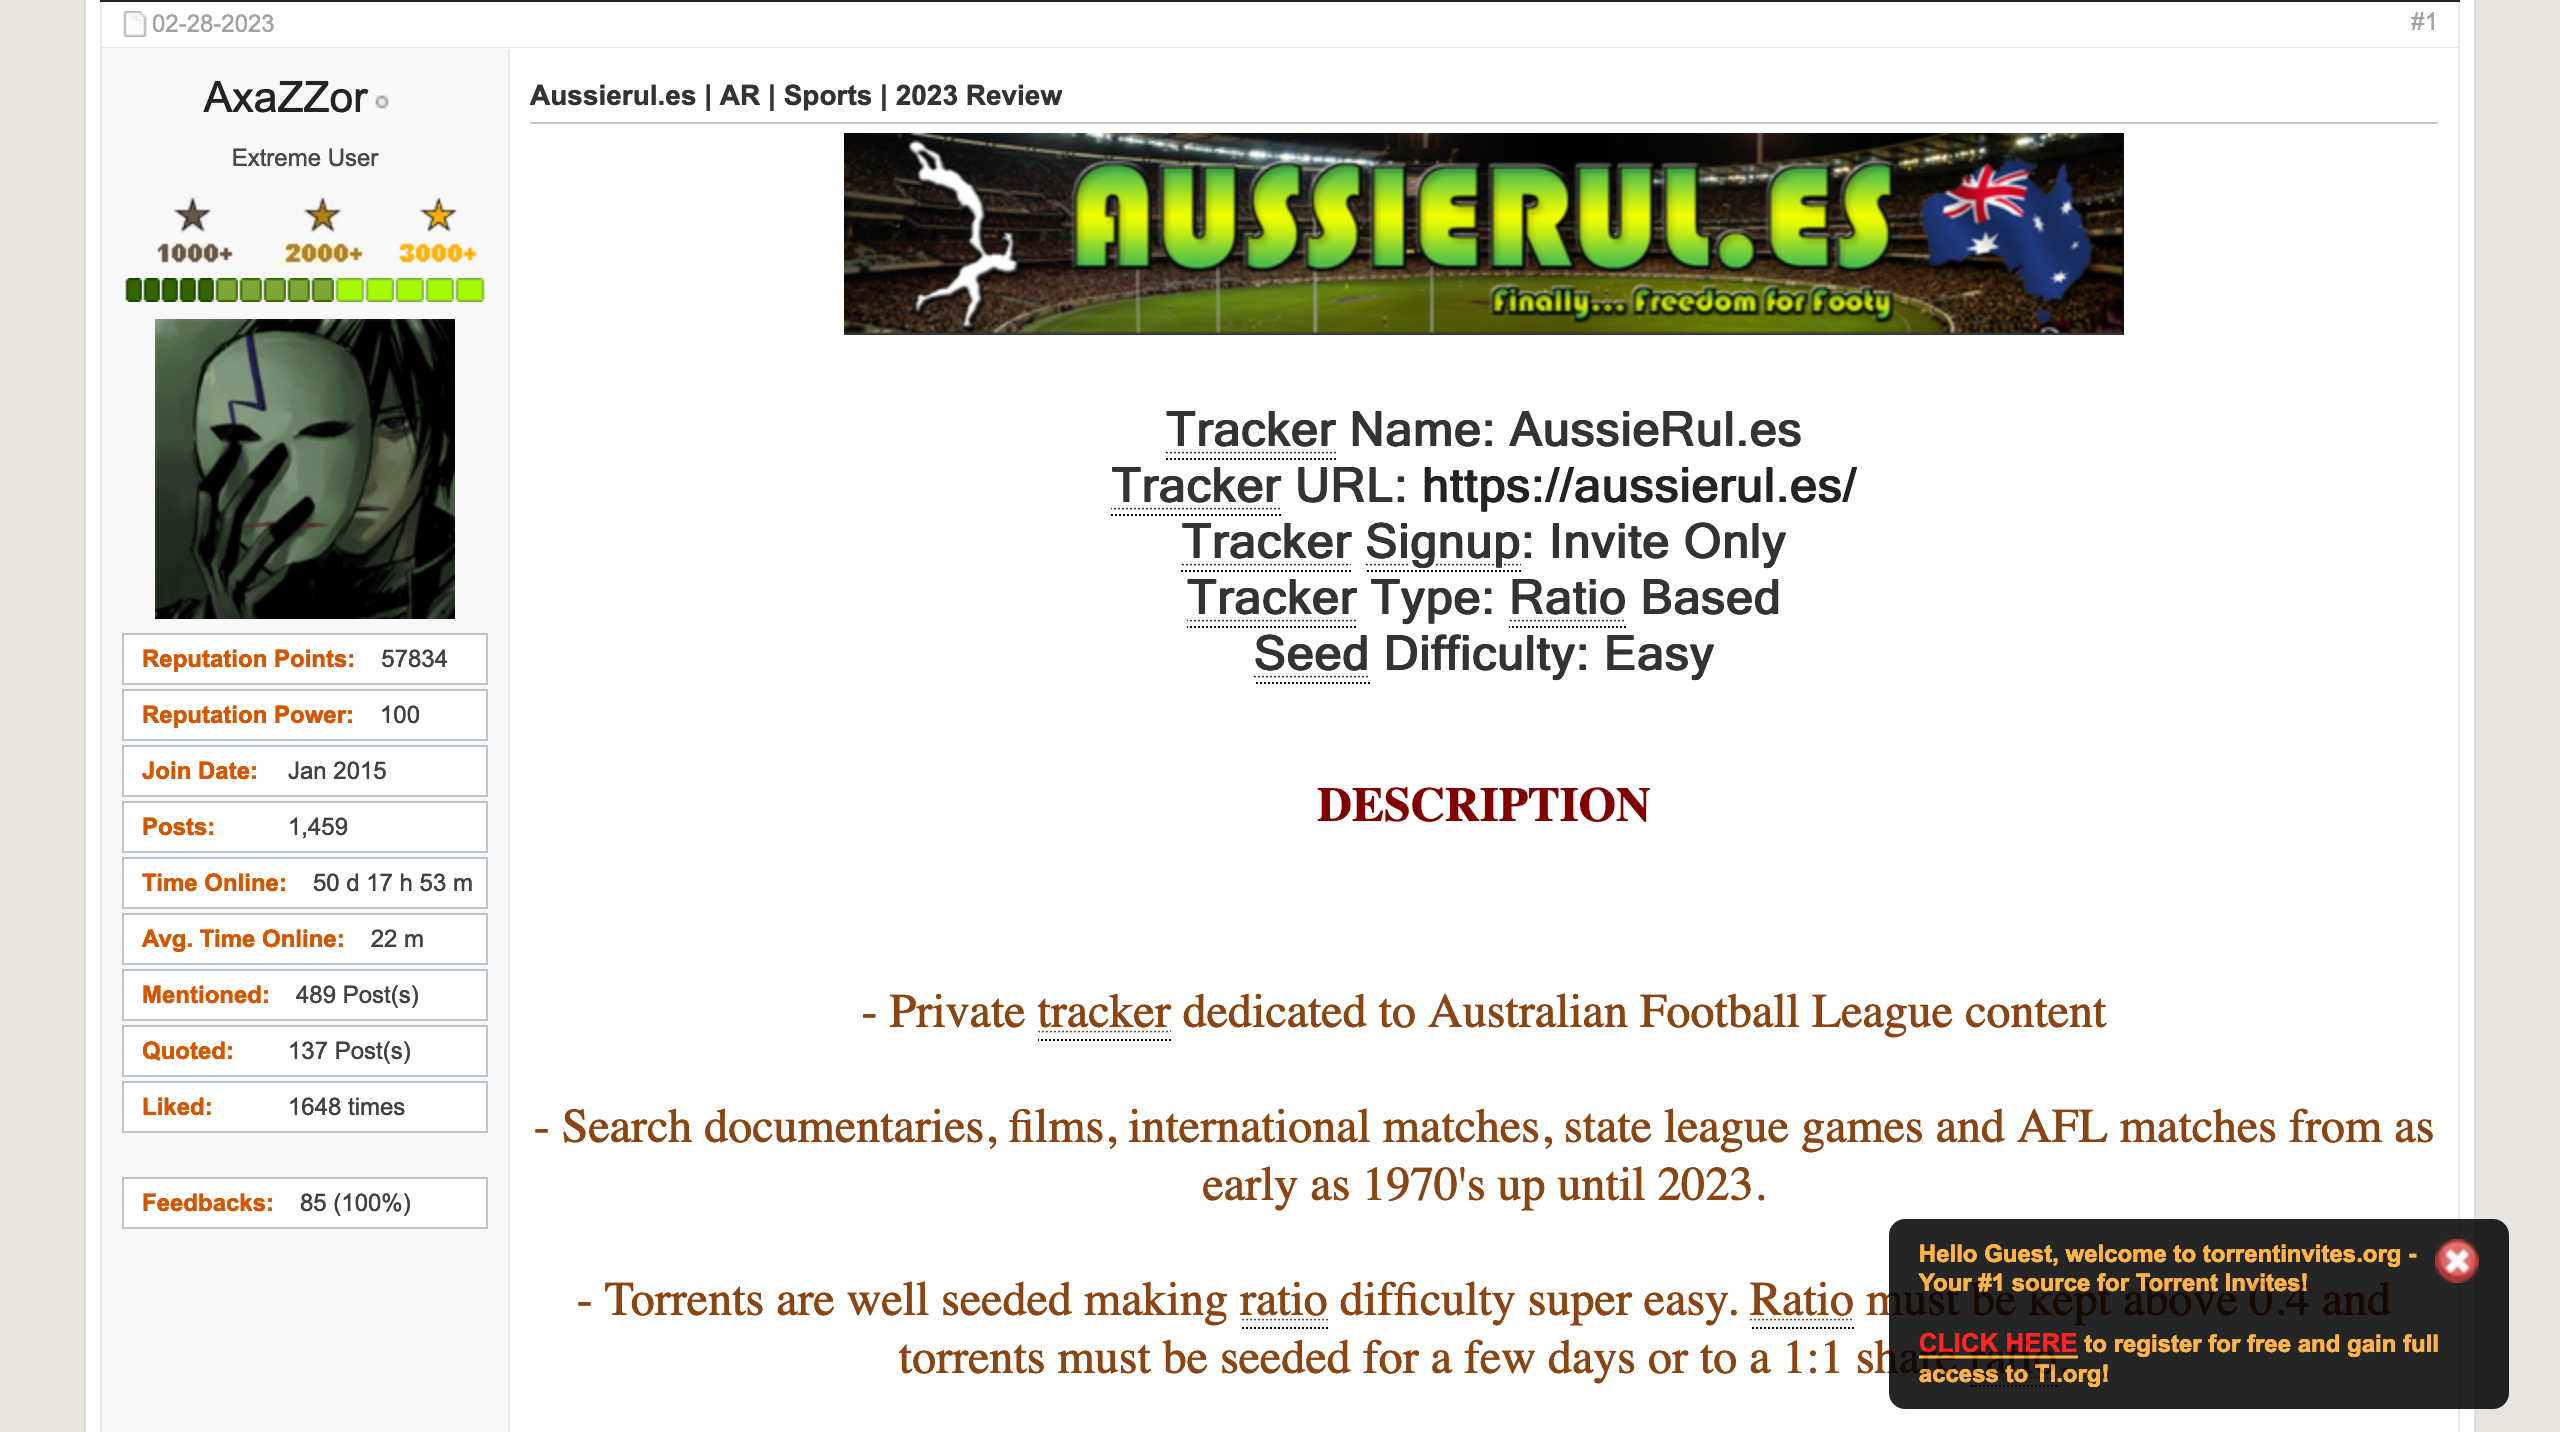 02-28-2023
#1
AxaZZor
Extreme User
1000+ 2000+ 3000+
Reputation Points: 57834
Reputation Power: 100
Join Date: Jan 2015
Posts: 1,459
Time Online: 50 d 17 h 53 m
Avg. Time Online: 22 m
Mentioned: 489 Post(s)
Quoted: 137 Post(s)
Liked: 1648 times
Feedbacks: 85 (100%)
Aussierul.es | AR | Sports | 2023 Review
AUSSIERUL.ES
Finally... Freedom for Footy
Tracker Name: AussieRul.es
Tracker URL: https://aussierul.es/
Tracker Signup: Invite Only
Tracker Type: Ratio Based
Seed Difficulty: Easy
DESCRIPTION
- Private tracker dedicated to Australian Football League content
- Search documentaries, films, international matches, state league games and AFL matches from as
early as 1970's up until 2023.
- Torrents are well seeded making ratio difficulty super easy. Ratio must be kept above 0.4 and
torrents must be seeded for a few days or to a 1:1 share
Hello Guest, welcome to torrentinvites.org -
Your #1 source for Torrent Invites!
CLICK HERE to register for free and gain full
access to TI.org!